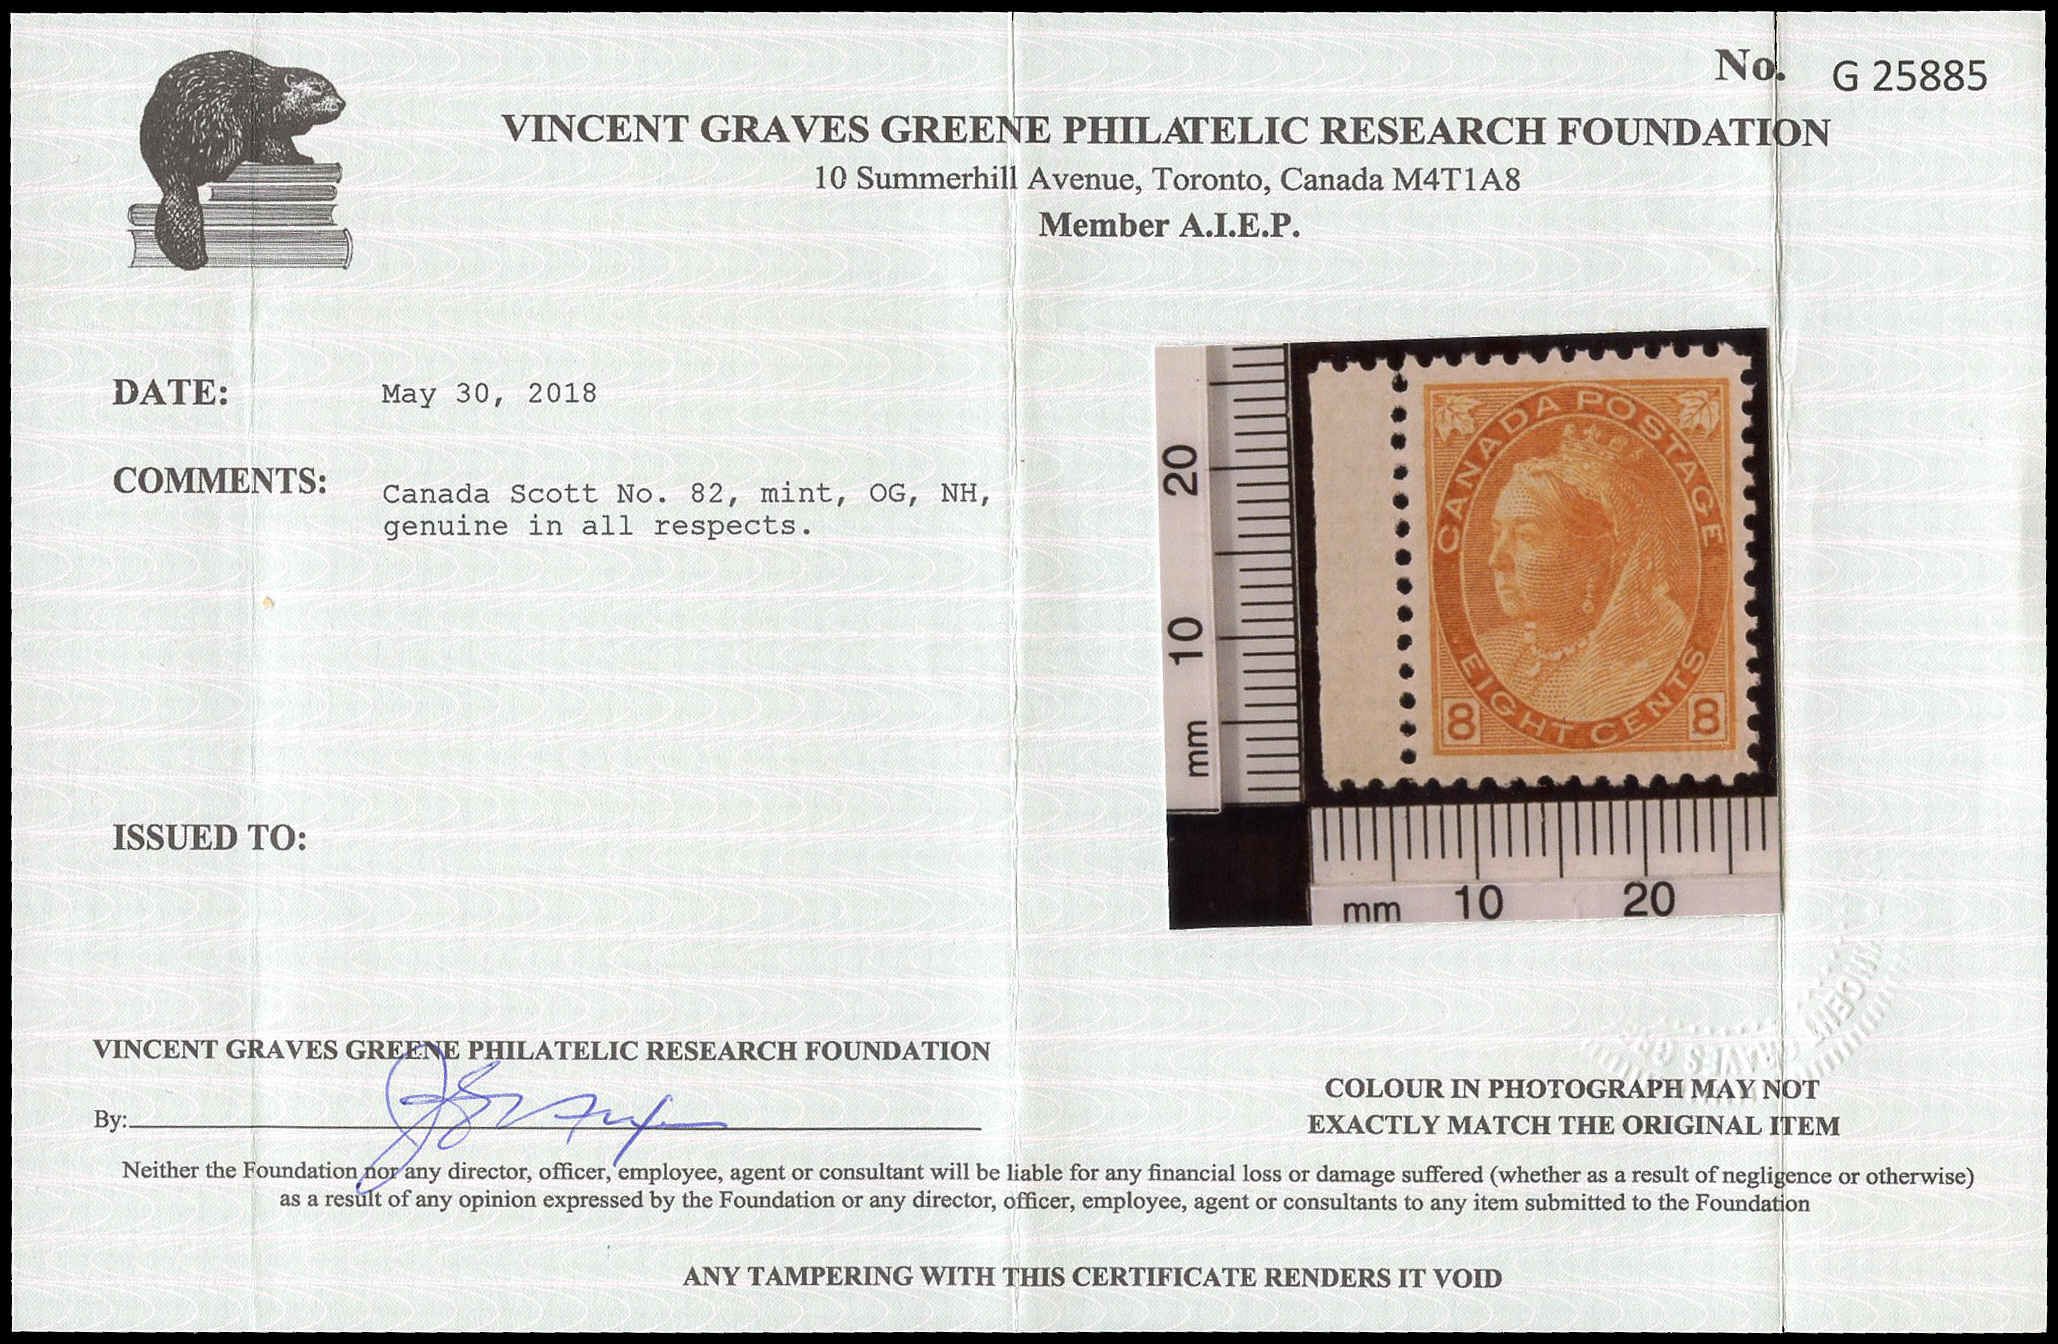 No. G 25885
VINCENT GRAVES GREENE PHILATELIC RESEARCH FOUNDATION
10 Summerhill Avenue, Toronto, Canada M4T1A8
Member A.I.E.P.
DATE: May 30, 2018
COMMENTS: Canada Scott No. 82, mint, OG, NH,
genuine in all respects.
20
10
mm
CANADA POSTAGE
EIGHT CENTS
8 8
mm 10 20
ISSUED TO:
VINCENT GRAVES
VINCENT GRAVES GREENE PHILATELIC RESEARCH FOUNDATION
By:
COLOUR IN PHOTOGRAPH MAY NOT
EXACTLY MATCH THE ORIGINAL ITEM
Neither the Foundation nor any director, officer, employee, agent or consultant will be liable for any financial loss or damage suffered (whether as a result of negligence or otherwise)
as a result of any opinion expressed by the Foundation or any director, officer, employee, agent or consultants to any item submitted to the Foundation
ANY TAMPERING WITH THIS CERTIFICATE RENDERS IT VOID